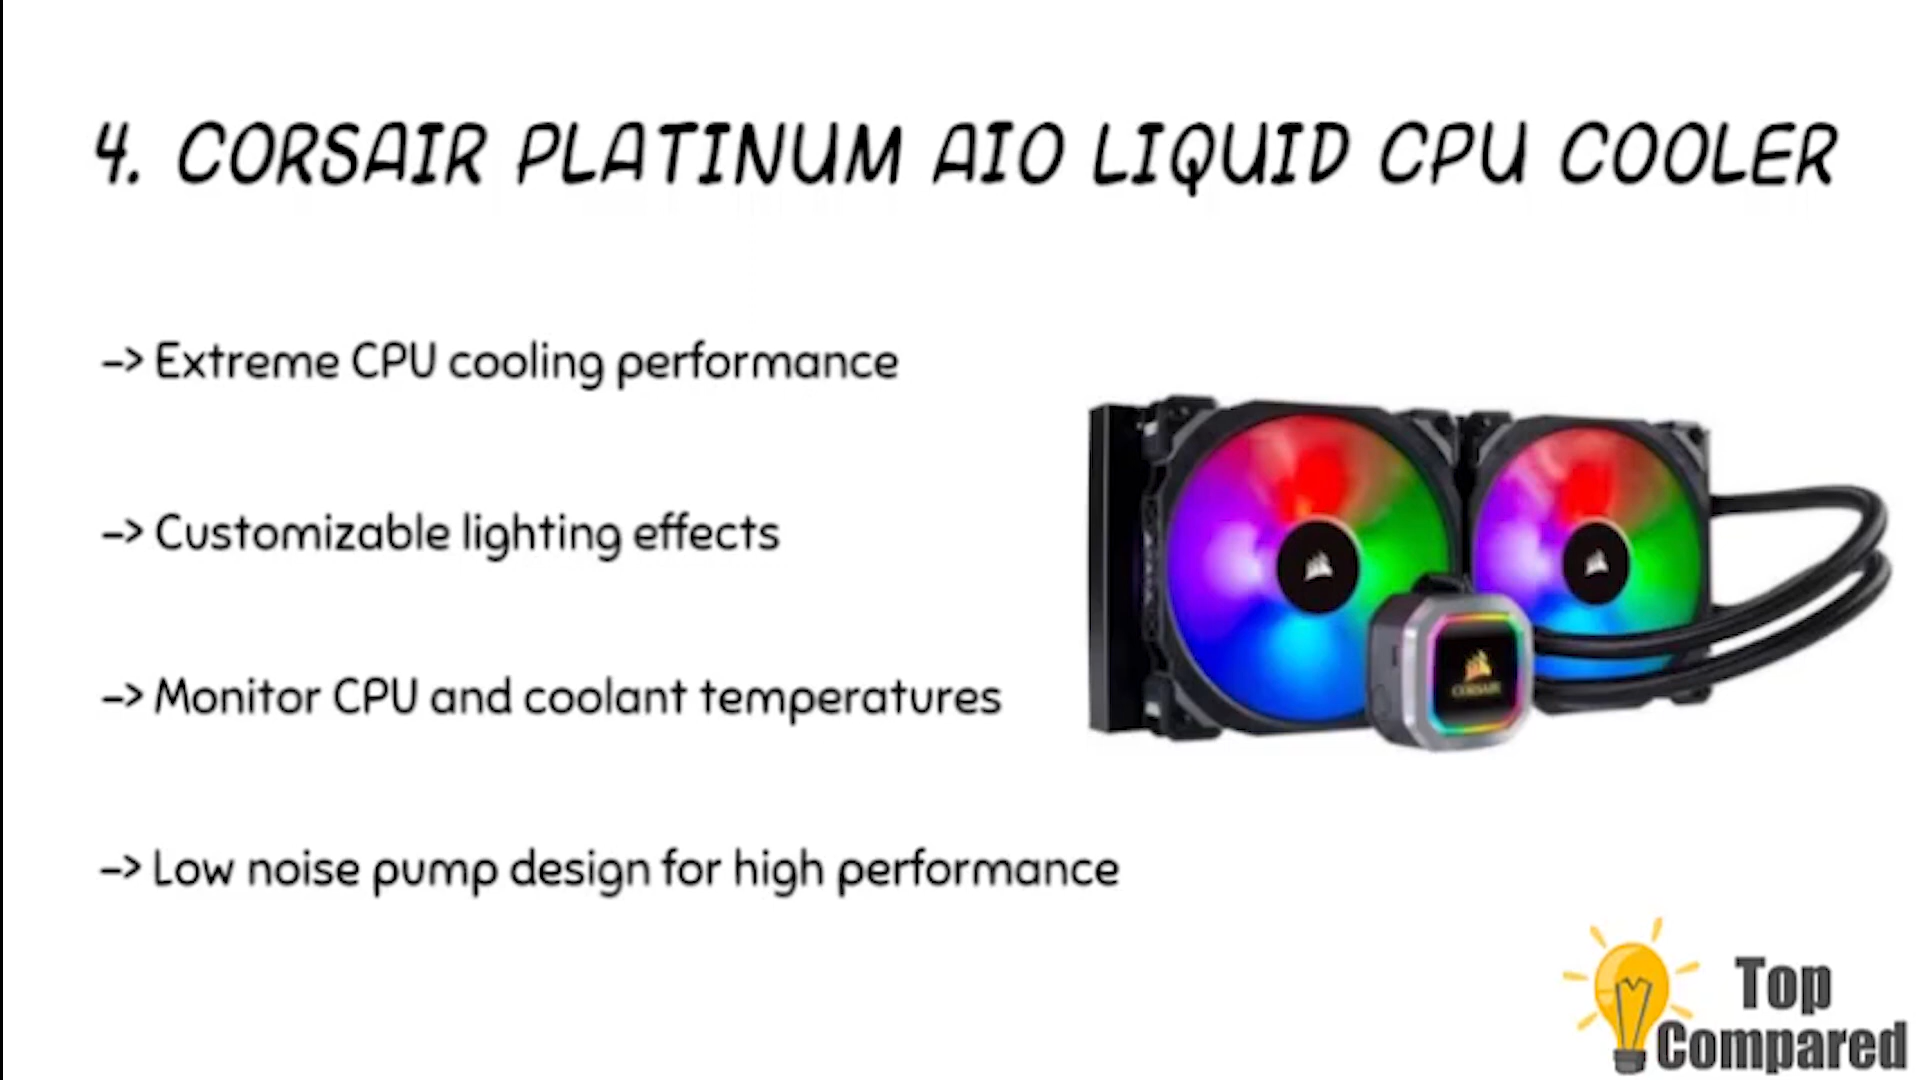 4. CORSAIR PLATINUM AIO LIQUID CPU COOLER
-> Extreme CPU cooling performance
-> Customizable lighting effects
-> Monitor CPU and coolant temperatures
-> Low noise pump design for high performance
CORSAIR
Top
Compared